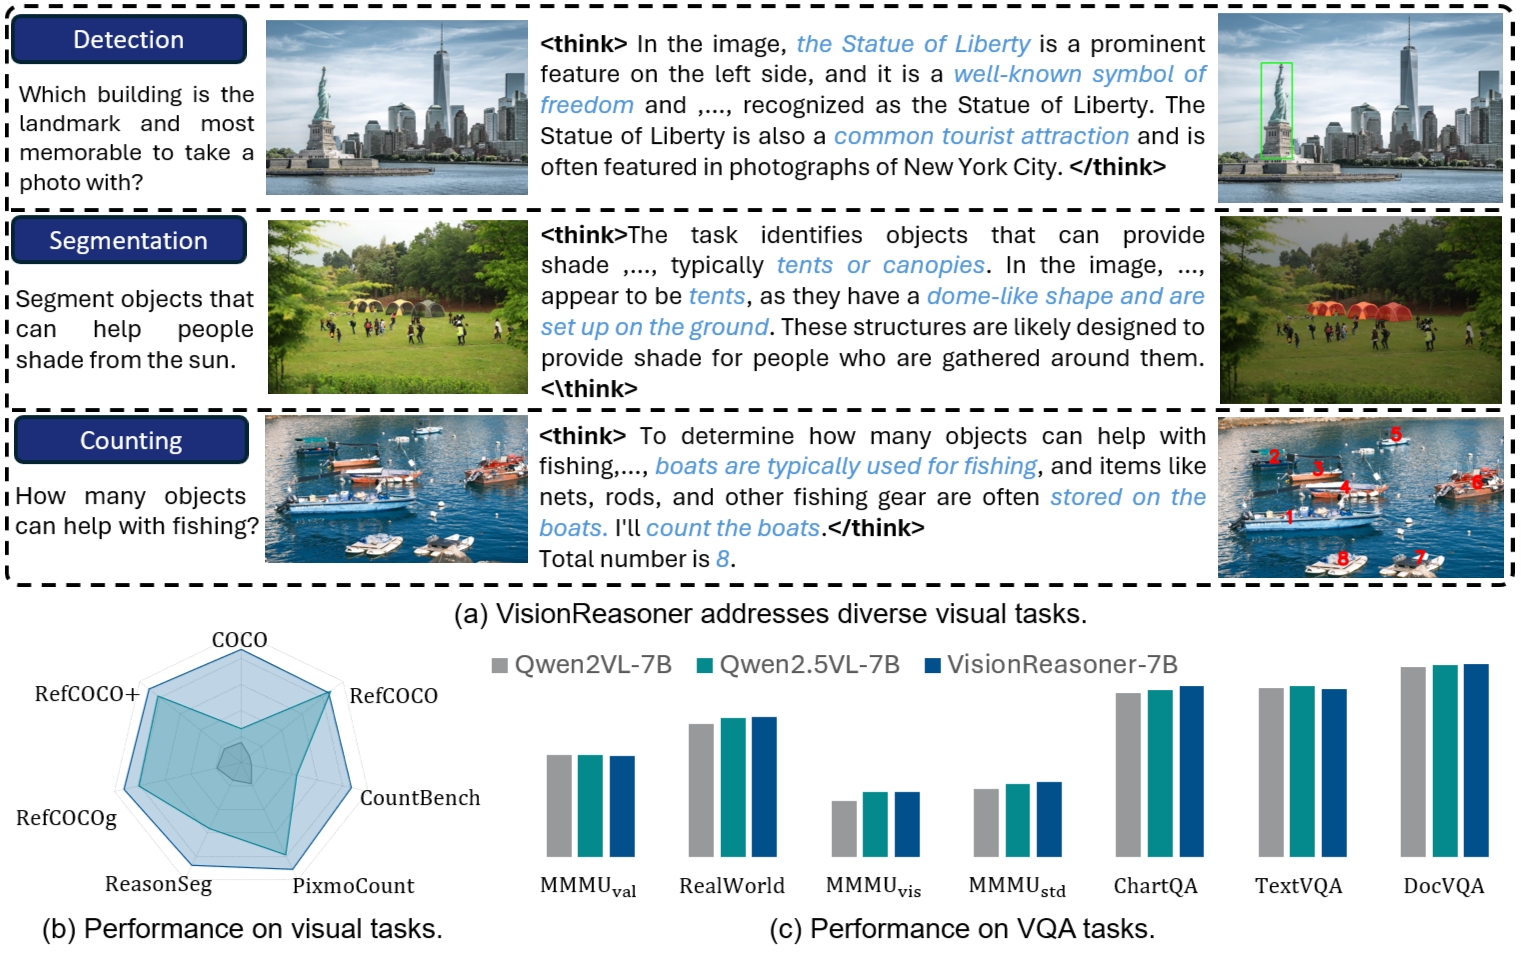 Detection
Which building is the
landmark and most
memorable to take a
photo with?
<think> In the image, the Statue of Liberty is a prominent
feature on the left side, and it is a well-known symbol of
freedom and ,..., recognized as the Statue of Liberty. The
Statue of Liberty is also a common tourist attraction and is
often featured in photographs of New York City. </think>
Segmentation
Segment objects that
can help people
shade from the sun.
<think>The task identifies objects that can provide
shade ,..., typically tents or canopies. In the image, ...,
appear to be tents, as they have a dome-like shape and are
set up on the ground. These structures are likely designed to
provide shade for people who are gathered around them.
<\think>
Counting
How many objects
can help with fishing?
<think> To determine how many objects can help with
fishing,..., boats are typically used for fishing, and items like
nets, rods, and other fishing gear are often stored on the
boats. I'll count the boats.</think>
Total number is 8.
5
2
3
4
6
1
8
7
(a) VisionReasoner addresses diverse visual tasks.
COCO
RefCOCO+
RefCOCO
CountBench
RefCOCOg
ReasonSeg
PixmoCount
(b) Performance on visual tasks.
Qwen2VL-7B Qwen2.5VL-7B VisionReasoner-7B
MMMUval RealWorld MMMUvis MMMUstd ChartQA TextVQA DocVQA
(c) Performance on VQA tasks.